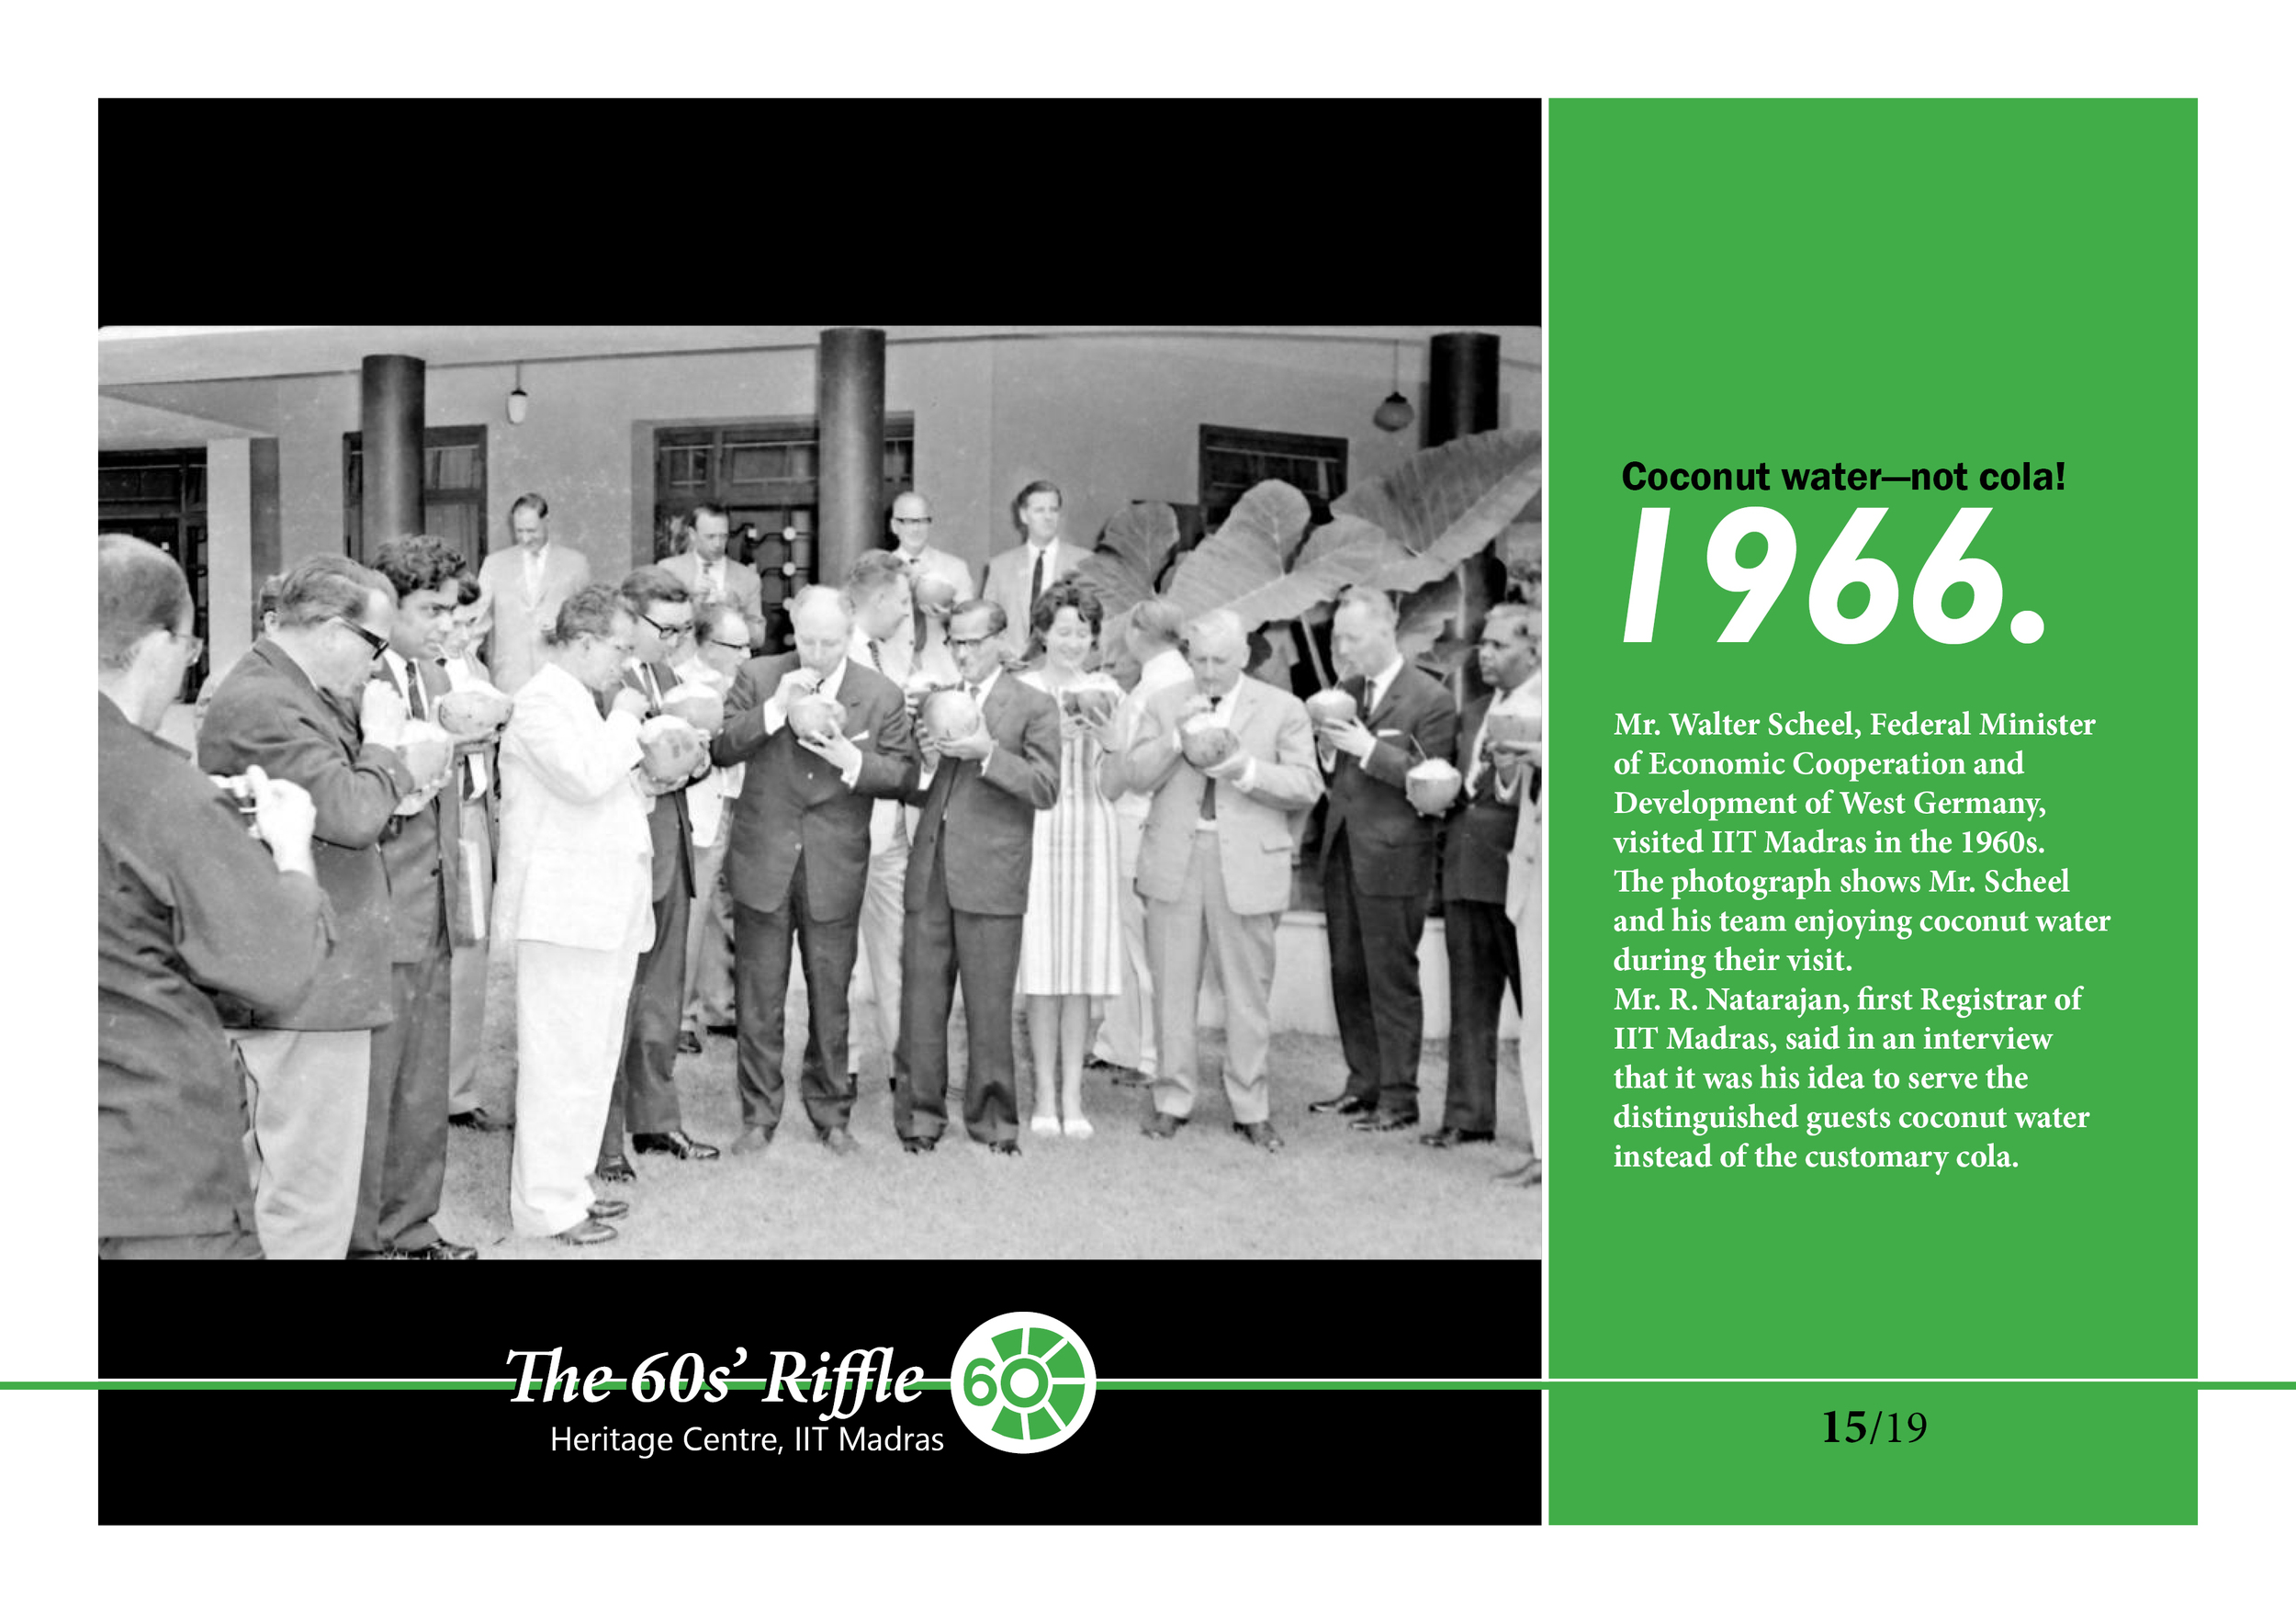 Coconut water—not cola!
1966.
Mr. Walter Scheel, Federal Minister
of Economic Cooperation and
Development of West Germany,
visited IIT Madras in the 1960s.
The photograph shows Mr. Scheel
and his team enjoying coconut water
during their visit.
Mr. R. Natarajan, first Registrar of
IIT Madras, said in an interview
that it was his idea to serve the
distinguished guests coconut water
instead of the customary cola.
The 60s’ Riffle
60
Heritage Centre, IIT Madras
15/19